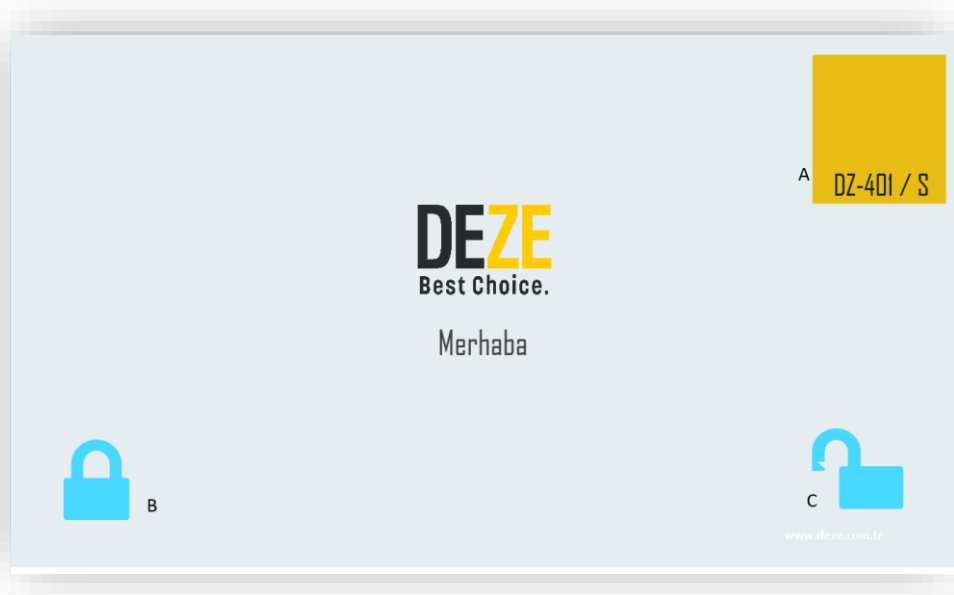 A
DZ-401 / S
DEZE
Best Choice.
Merhaba
B
C
www.deze.com.tr